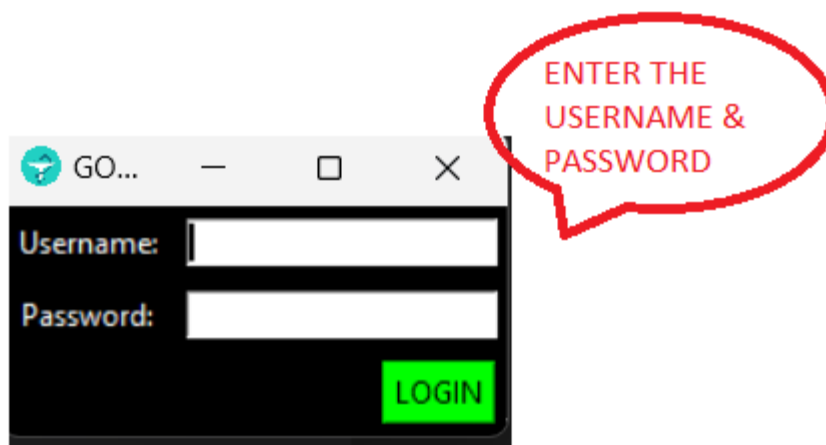 ENTER THE
USERNAME &
PASSWORD
GO...
Username:
Password:
LOGIN